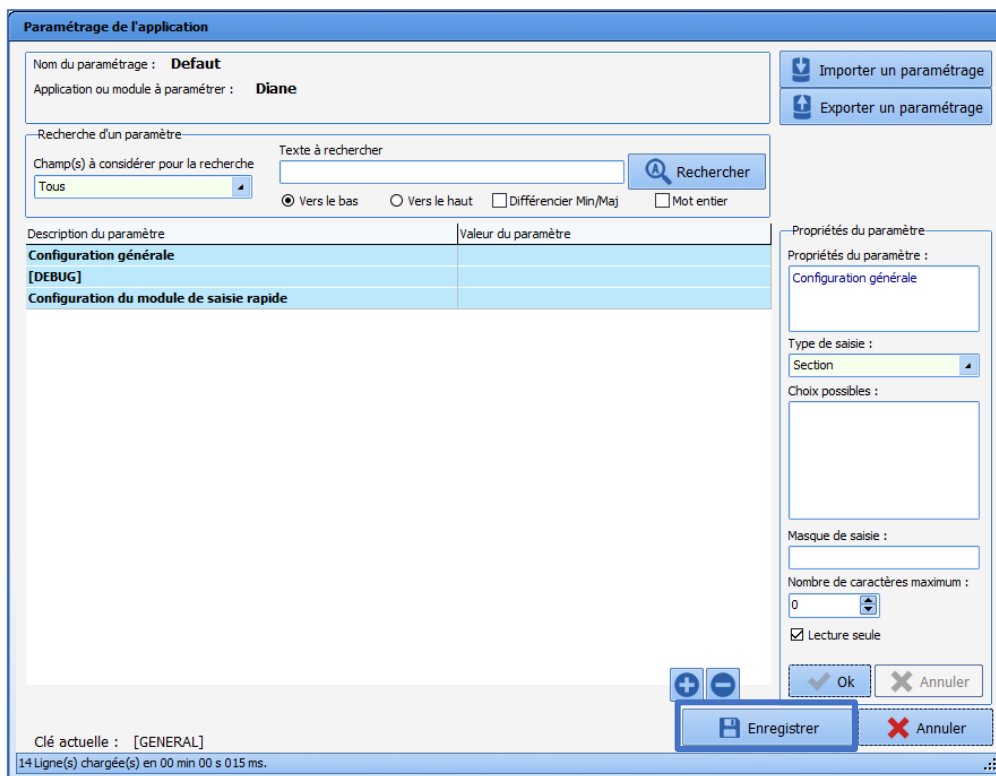 Paramétrage de l'application
Nom du paramétrage : Defaut
Application ou module à paramétrer : Diane
Importer un paramétrage
Exporter un paramétrage
Recherche d'un paramètre
Champ(s) à considérer pour la recherche
Tous
Texte à rechercher
Rechercher
Vers le bas
Vers le haut
Différencier Min/Maj
Mot entier
Description du paramètre
Valeur du paramètre
Configuration générale
[DEBUG]
Configuration du module de saisie rapide
Propriétés du paramètre
Propriétés du paramètre :
Configuration générale
Type de saisie :
Section
Choix possibles :
Masque de saisie :
Nombre de caractères maximum :
0
Lecture seule
Ok
Annuler
Enregistrer
Annuler
Clé actuelle : [GENERAL]
14 Ligne(s) chargée(s) en 00 min 00 s 015 ms.